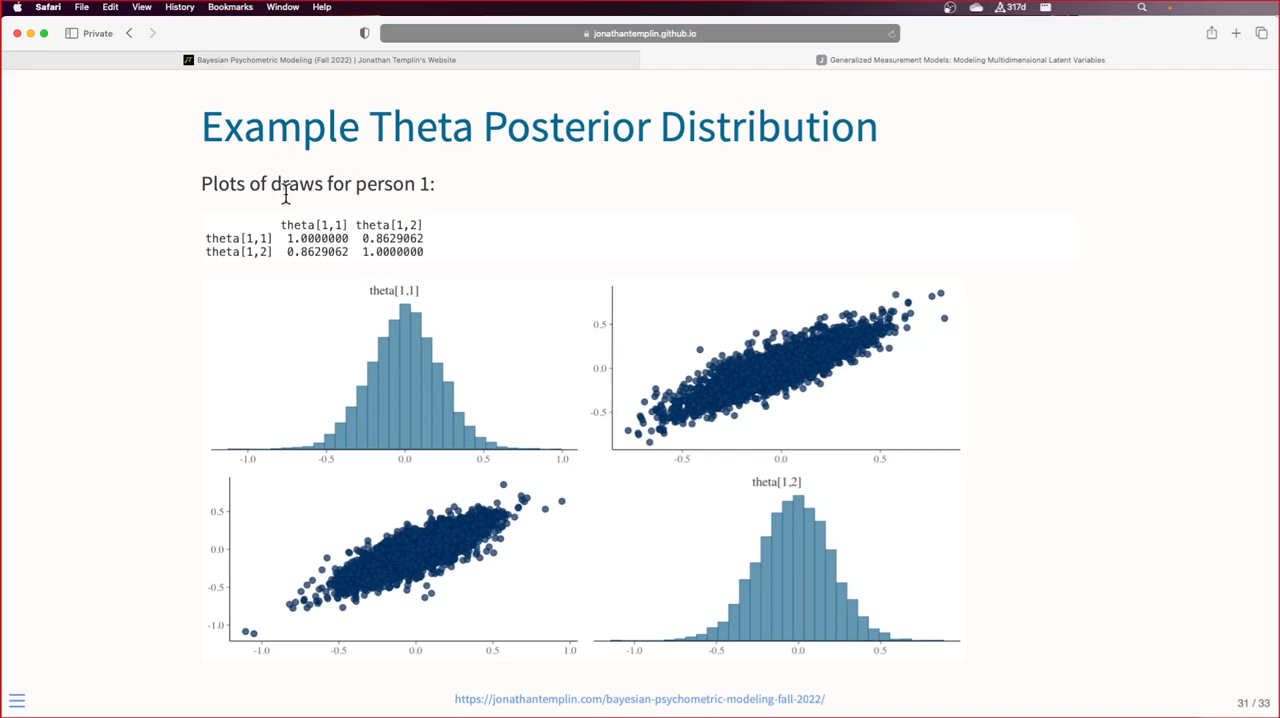 Safari File Edit View History Bookmarks Window Help 317d
Private jonathantemplin.github.io
Bayesian Psychometric Modeling (Fall 2022) | Jonathan Templin's Website Generalized Measurement Models: Modeling Multidimensional Latent Variables
Example Theta Posterior Distribution
Plots of draws for person 1:
theta[1,1] theta[1,2]
theta[1,1] 1.0000000 0.8629062
theta[1,2] 0.8629062 1.0000000
theta[1,1]
0.5
0.0
-0.5
-1.0 -0.5 0.0 0.5 1.0 -0.5 0.0 0.5
theta[1,2]
0.5
0.0
-0.5
-1.0
-1.0 -0.5 0.0 0.5 1.0 -1.0 -0.5 0.0 0.5
https://jonathantemplin.com/bayesian-psychometric-modeling-fall-2022/
31 / 33